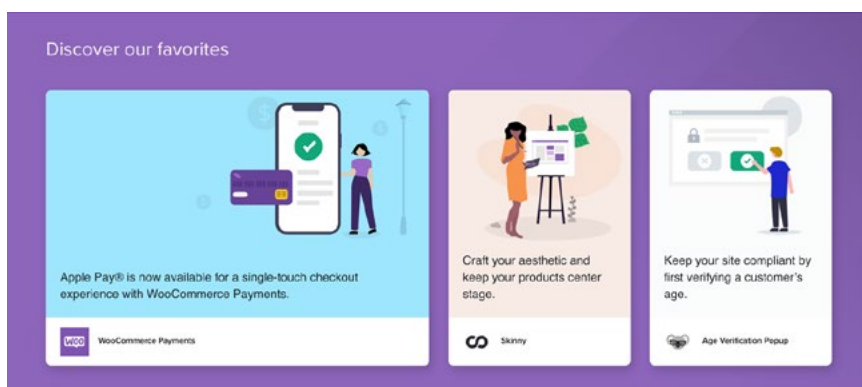 Discover our favorites
Apple Pay® is now available for a single-touch checkout
experience with WooCommerce Payments.
WOO
WooCommerce Payments
Craft your aesthetic and
keep your products center
stage.
Skinny
Keep your site compliant by
first verifying a customer's
age.
Age Verification Popup